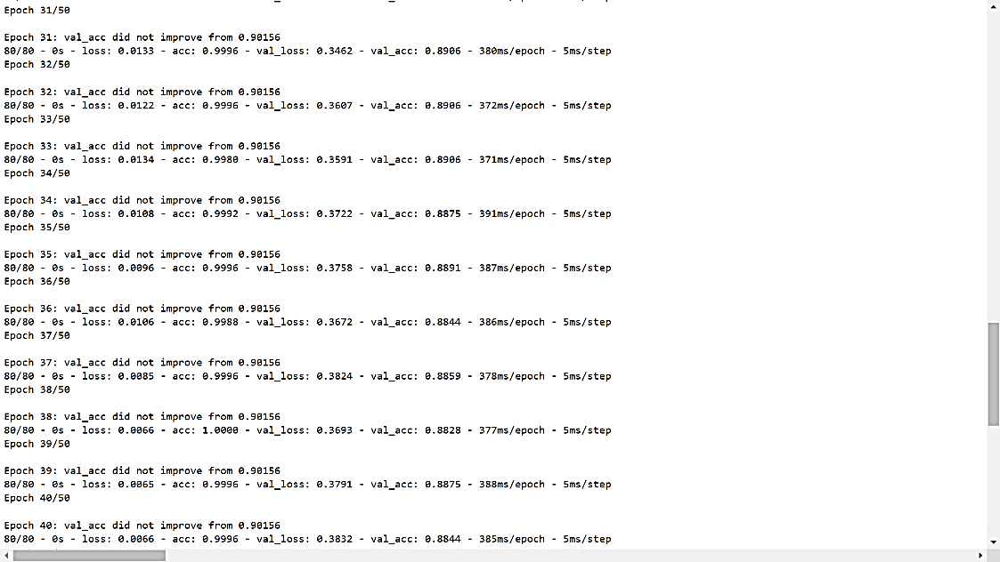 Epoch 31/50
Epoch 31: val_acc did not improve from 0.90156
80/80 - 0s - loss: 0.0133 - acc: 0.9996 - val_loss: 0.3462 - val_acc: 0.8906 - 380ms/epoch - 5ms/step
Epoch 32/50
Epoch 32: val_acc did not improve from 0.90156
80/80 - 0s - loss: 0.0122 - acc: 0.9996 - val_loss: 0.3607 - val_acc: 0.8906 - 372ms/epoch - 5ms/step
Epoch 33/50
Epoch 33: val_acc did not improve from 0.90156
80/80 - 0s - loss: 0.0134 - acc: 0.9980 - val_loss: 0.3591 - val_acc: 0.8906 - 371ms/epoch - 5ms/step
Epoch 34/50
Epoch 34: val_acc did not improve from 0.90156
80/80 - 0s - loss: 0.0108 - acc: 0.9992 - val_loss: 0.3722 - val_acc: 0.8875 - 391ms/epoch - 5ms/step
Epoch 35/50
Epoch 35: val_acc did not improve from 0.90156
80/80 - 0s - loss: 0.0096 - acc: 0.9996 - val_loss: 0.3758 - val_acc: 0.8891 - 387ms/epoch - 5ms/step
Epoch 36/50
Epoch 36: val_acc did not improve from 0.90156
80/80 - 0s - loss: 0.0106 - acc: 0.9988 - val_loss: 0.3672 - val_acc: 0.8844 - 386ms/epoch - 5ms/step
Epoch 37/50
Epoch 37: val_acc did not improve from 0.90156
80/80 - 0s - loss: 0.0085 - acc: 0.9996 - val_loss: 0.3824 - val_acc: 0.8859 - 378ms/epoch - 5ms/step
Epoch 38/50
Epoch 38: val_acc did not improve from 0.90156
80/80 - 0s - loss: 0.0066 - acc: 1.0000 - val_loss: 0.3693 - val_acc: 0.8828 - 377ms/epoch - 5ms/step
Epoch 39/50
Epoch 39: val_acc did not improve from 0.90156
80/80 - 0s - loss: 0.0065 - acc: 0.9996 - val_loss: 0.3791 - val_acc: 0.8875 - 388ms/epoch - 5ms/step
Epoch 40/50
Epoch 40: val_acc did not improve from 0.90156
80/80 - 0s - loss: 0.0066 - acc: 0.9996 - val_loss: 0.3832 - val_acc: 0.8844 - 385ms/epoch - 5ms/step